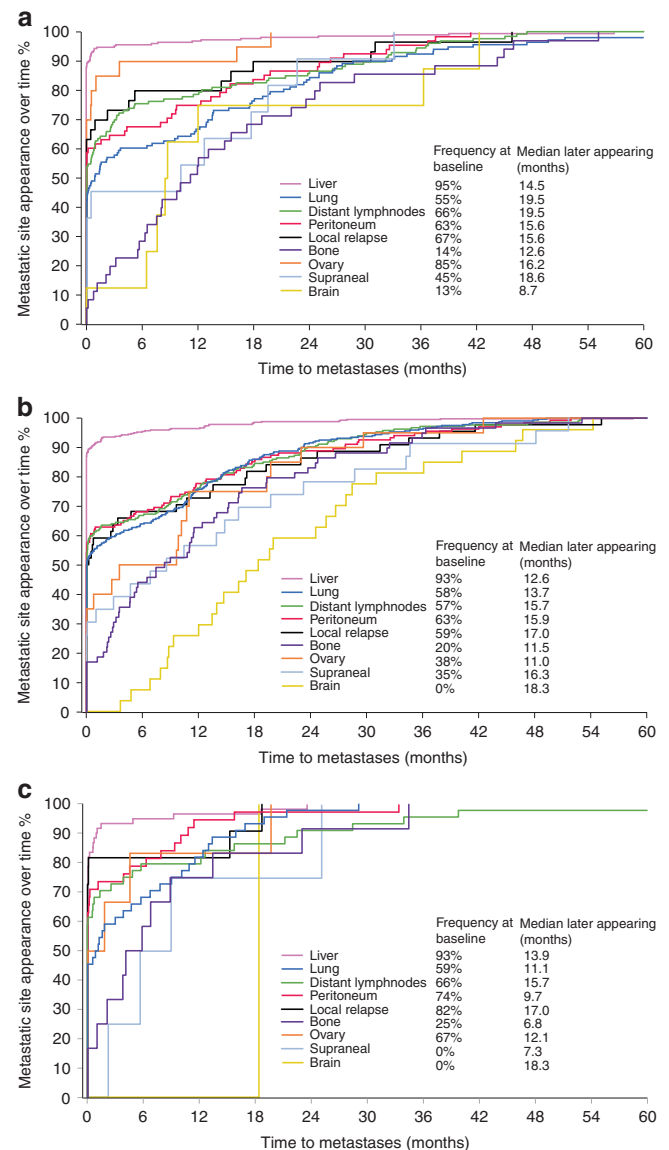 a
Metastatic site appearance over time %
100
90
80
70
60
50
40
30
20
10
0
Frequency at baseline Median later appearing (months)
Liver 95% 14.5
Lung 55% 19.5
Distant lymphnodes 66% 19.5
Peritoneum 63% 15.6
Local relapse 67% 15.6
Bone 14% 12.6
Ovary 85% 16.2
Supraneal 45% 18.6
Brain 13% 8.7
0 6 12 18 24 30 36 42 48 54 60
Time to metastases (months)
b
Metastatic site appearance over time %
100
90
80
70
60
50
40
30
20
10
0
Frequency at baseline Median later appearing (months)
Liver 93% 12.6
Lung 58% 13.7
Distant lymphnodes 57% 15.7
Peritoneum 63% 15.9
Local relapse 59% 17.0
Bone 20% 11.5
Ovary 38% 11.0
Supraneal 35% 16.3
Brain 0% 18.3
0 6 12 18 24 30 36 42 48 54 60
Time to metastases (months)
c
Metastatic site appearance over time %
100
90
80
70
60
50
40
30
20
10
0
Frequency at baseline Median later appearing (months)
Liver 93% 13.9
Lung 59% 11.1
Distant lymphnodes 66% 15.7
Peritoneum 74% 9.7
Local relapse 82% 17.0
Bone 25% 6.8
Ovary 67% 12.1
Supraneal 0% 7.3
Brain 0% 18.3
0 6 12 18 24 30 36 42 48 54 60
Time to metastases (months)